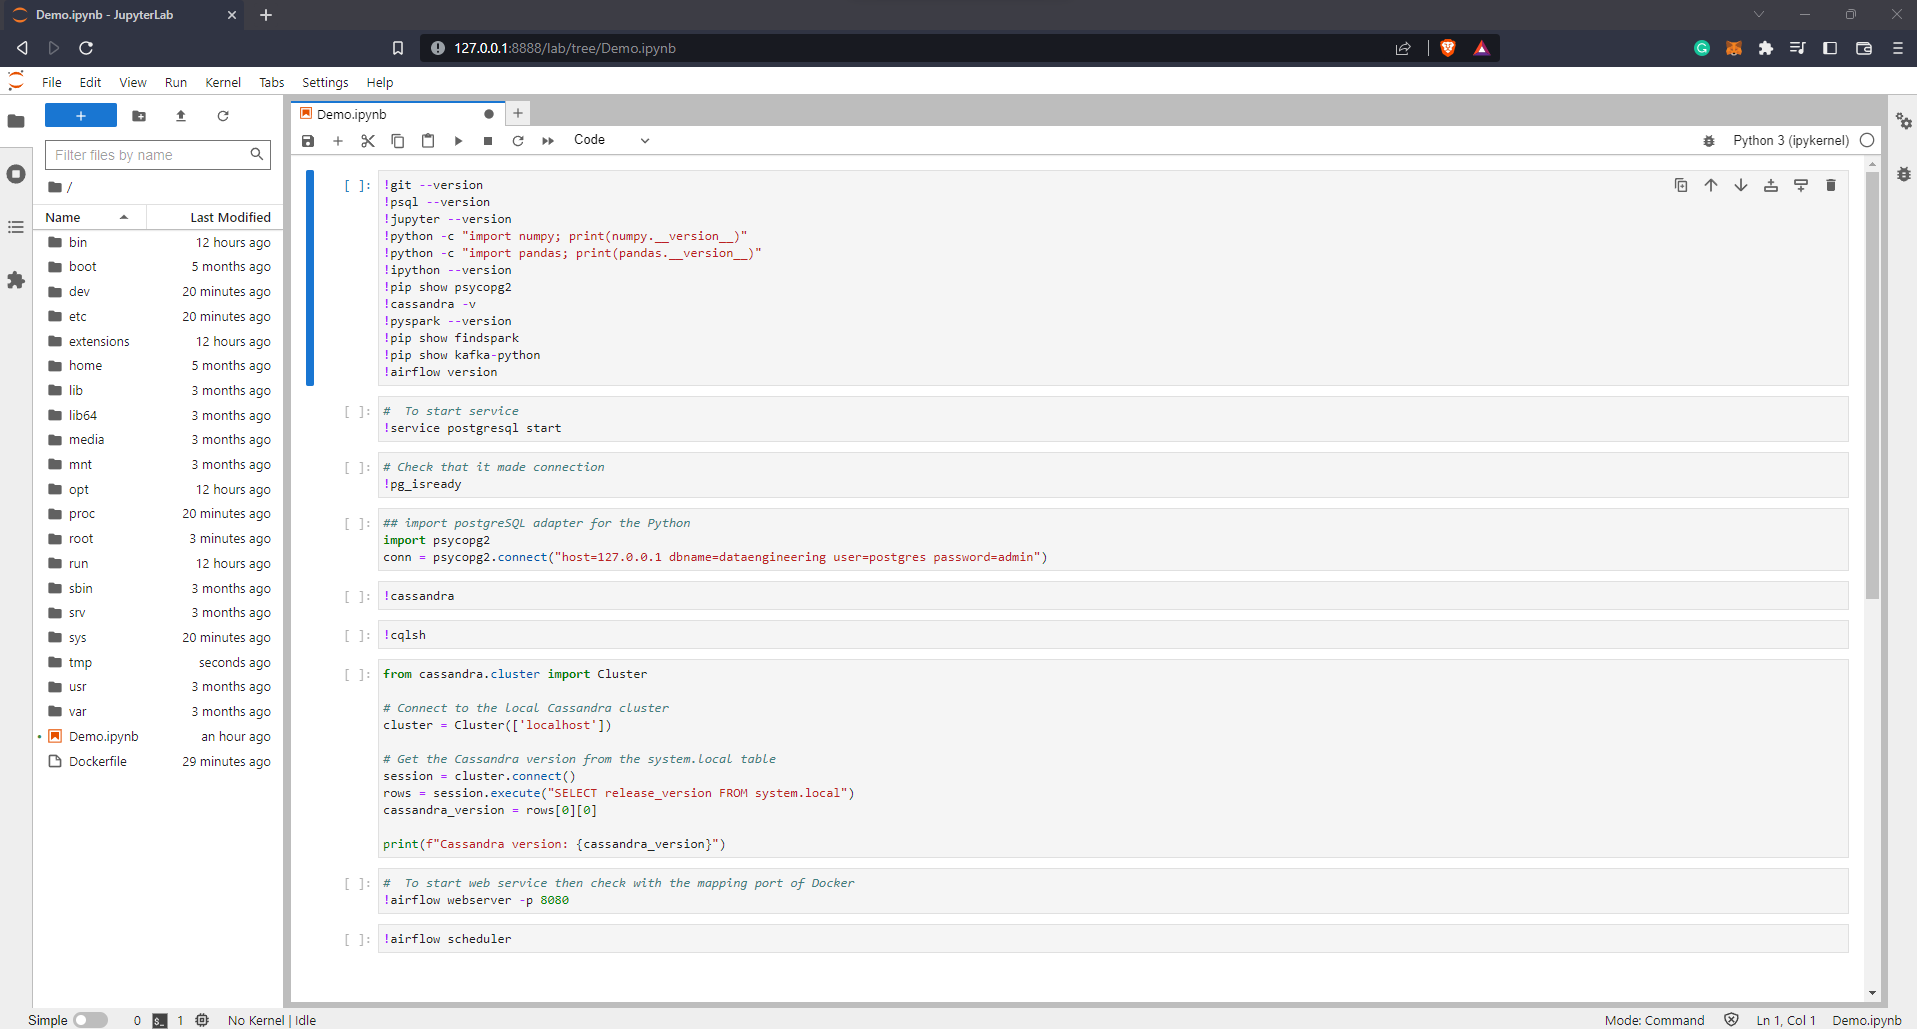 Demo.ipynb - JupyterLab
127.0.0.1:8888/lab/tree/Demo.ipynb
File Edit View Run Kernel Tabs Settings Help
Filter files by name
/
Name Last Modified
bin 12 hours ago
boot 5 months ago
dev 20 minutes ago
etc 20 minutes ago
extensions 12 hours ago
home 5 months ago
lib 3 months ago
lib64 3 months ago
media 3 months ago
mnt 3 months ago
opt 12 hours ago
proc 20 minutes ago
root 3 minutes ago
run 12 hours ago
sbin 3 months ago
srv 3 months ago
sys 20 minutes ago
tmp seconds ago
usr 3 months ago
var 3 months ago
Demo.ipynb an hour ago
Dockerfile 29 minutes ago
Demo.ipynb
Code
Python 3 (ipykernel)
[ ]: !git --version
!psql --version
!jupyter --version
!python -c "import numpy; print(numpy.__version__)"
!python -c "import pandas; print(pandas.__version__)"
!ipython --version
!pip show psycopg2
!cassandra -v
!pyspark --version
!pip show findspark
!pip show kafka-python
!airflow version
[ ]: #  To start service
!service postgresql start
[ ]: # Check that it made connection
!pg_isready
[ ]: ## import postgreSQL adapter for the Python
import psycopg2
conn = psycopg2.connect("host=127.0.0.1 dbname=dataengineering user=postgres password=admin")
[ ]: !cassandra
[ ]: !cqlsh
[ ]: from cassandra.cluster import Cluster
# Connect to the local Cassandra cluster
cluster = Cluster(['localhost'])
# Get the Cassandra version from the system.local table
session = cluster.connect()
rows = session.execute("SELECT release_version FROM system.local")
cassandra_version = rows[0][0]
print(f"Cassandra version: {cassandra_version}")
[ ]: #  To start web service then check with the mapping port of Docker
!airflow webserver -p 8080
[ ]: !airflow scheduler
Simple 0 1 No Kernel | Idle
Mode: Command Ln 1, Col 1 Demo.ipynb